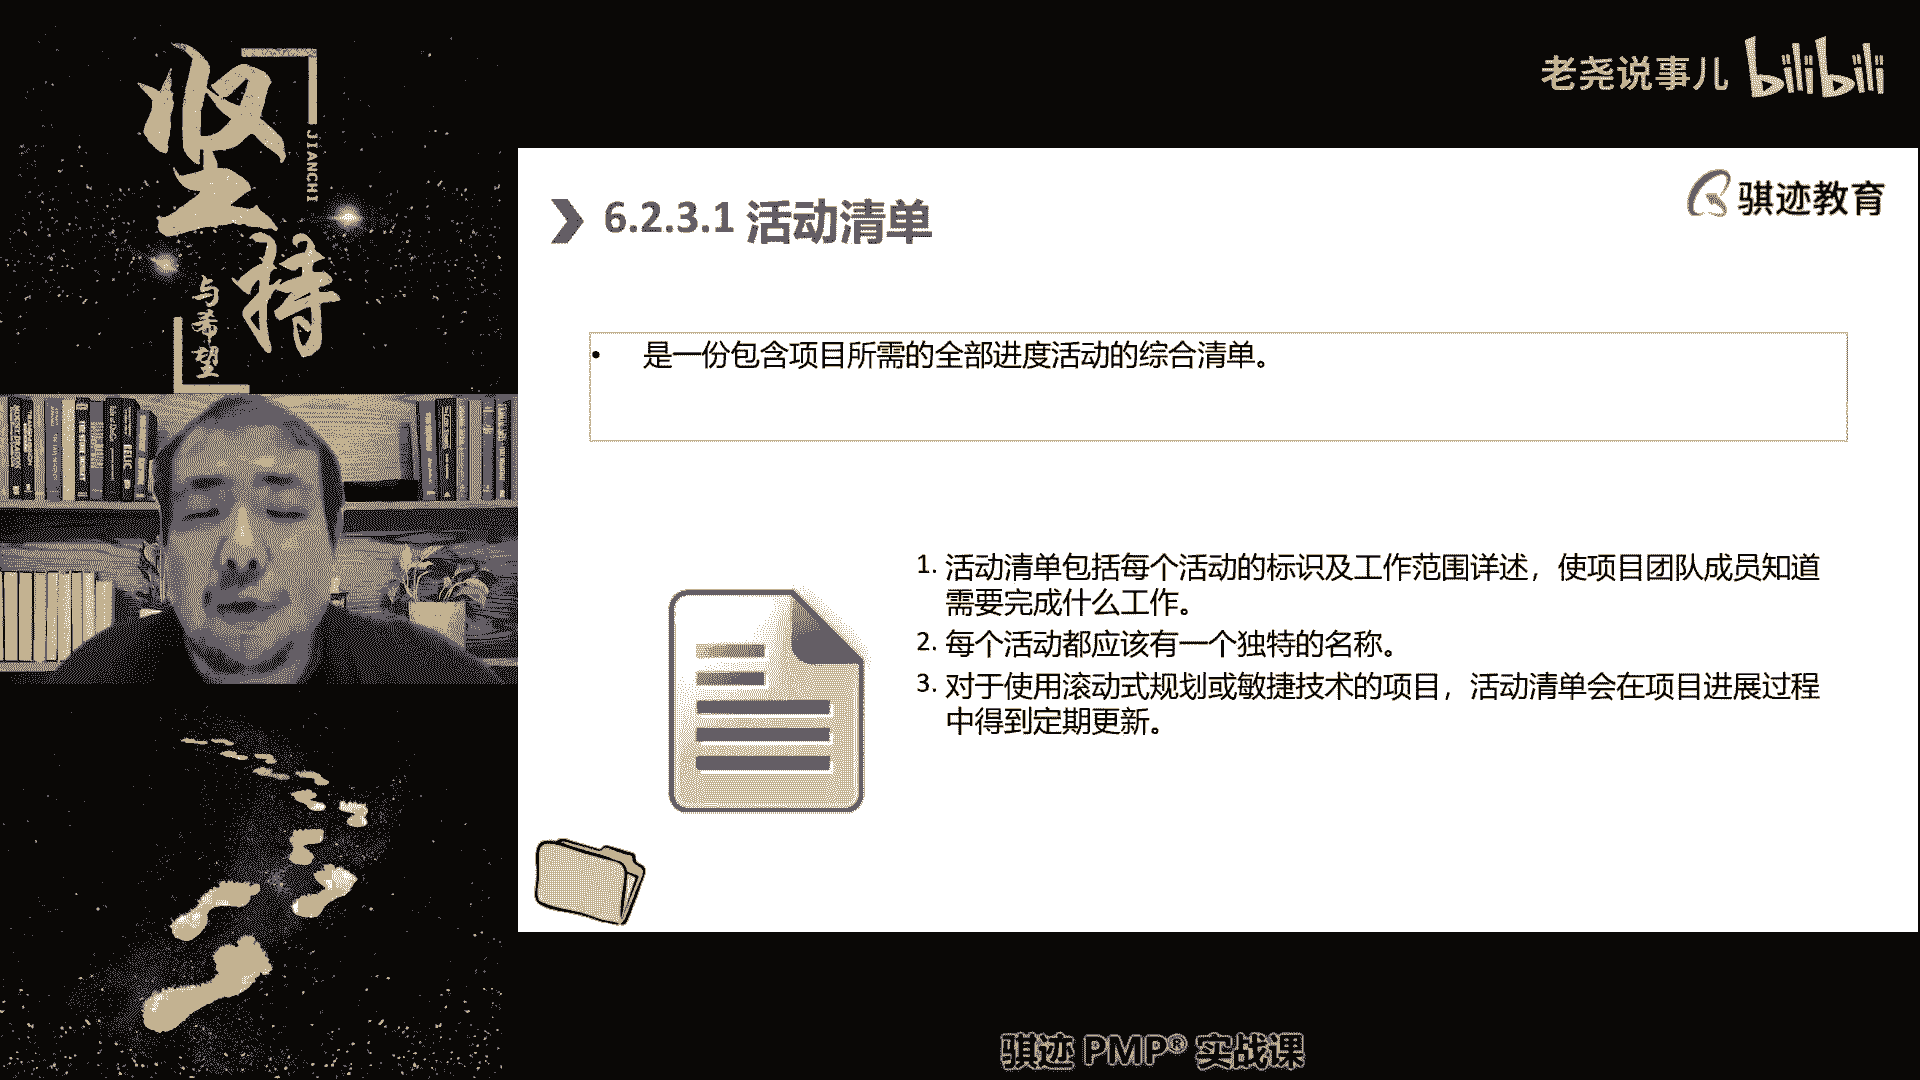 坚持
JIANCHI
与希望
老尧说事儿 bilibili
骐迹教育
6.2.3.1 活动清单
• 是一份包含项目所需的全部进度活动的综合清单。
1. 活动清单包括每个活动的标识及工作范围详述，使项目团队成员知道
需要完成什么工作。
2. 每个活动都应该有一个独特的名称。
3. 对于使用滚动式规划或敏捷技术的项目，活动清单会在项目进展过程
中得到定期更新。
骐迹 PMP® 实战课